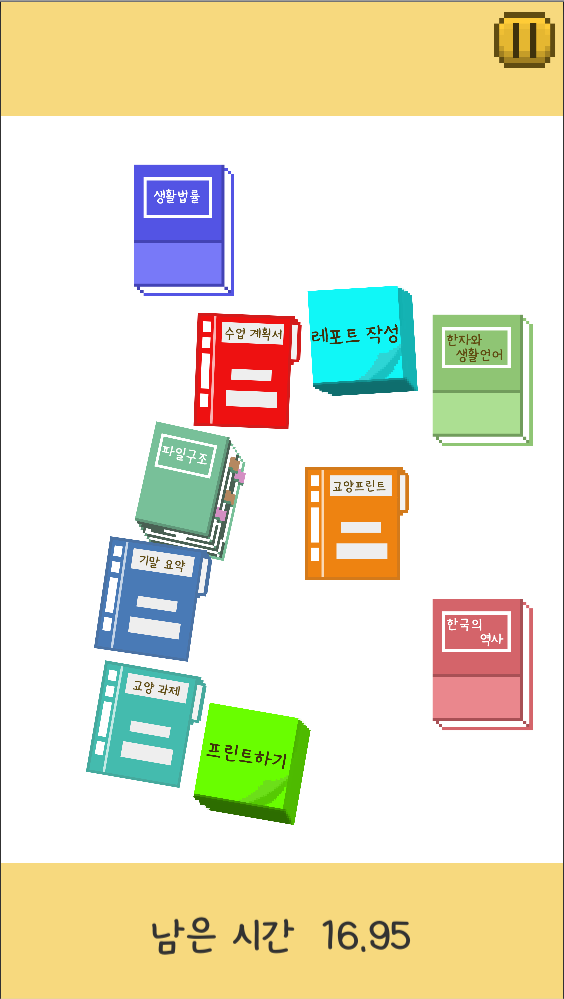 생활법률
수업 계획서
레포트 작성
한자와
생활언어
파일구조
교양프린트
기말 요약
한국의
역사
교양 과제
프린트하기
남은 시간 16.95